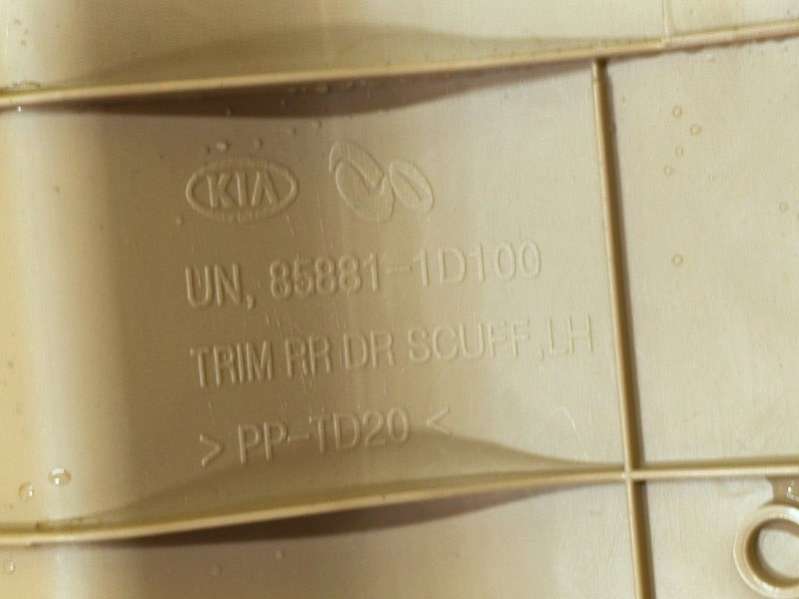 KIA
UN, 85881-1D100
TRIM RR DR SCUFF,LH
> PP-TD20 <